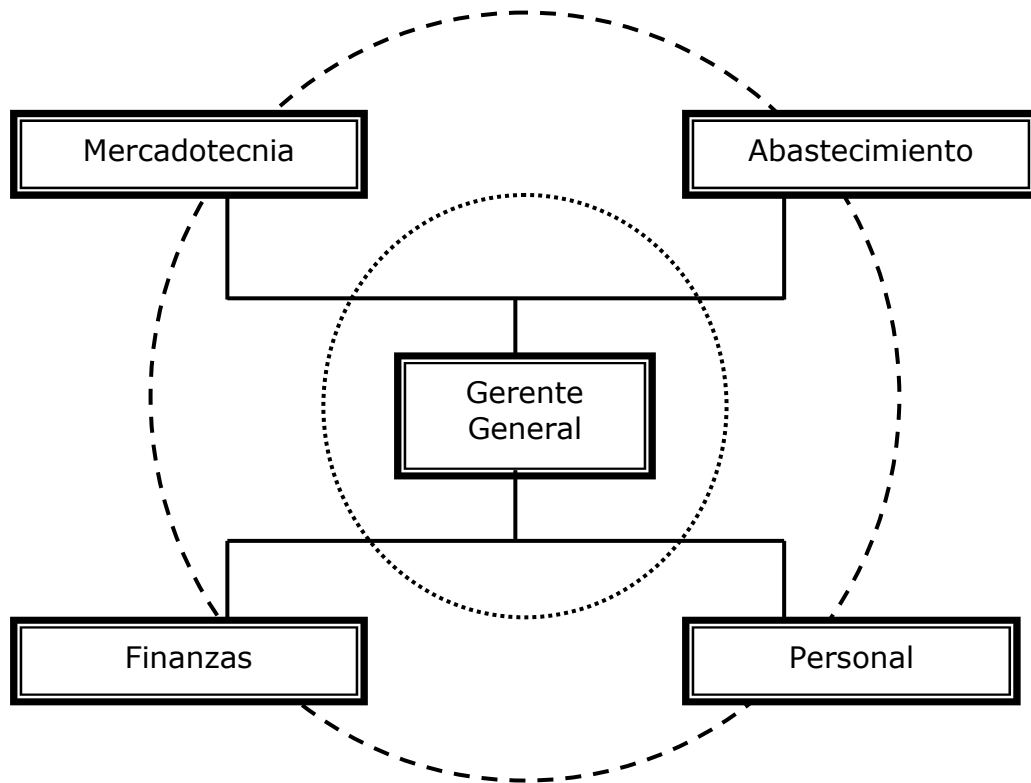 Mercadotecnia
Abastecimiento
Gerente
General
Finanzas
Personal